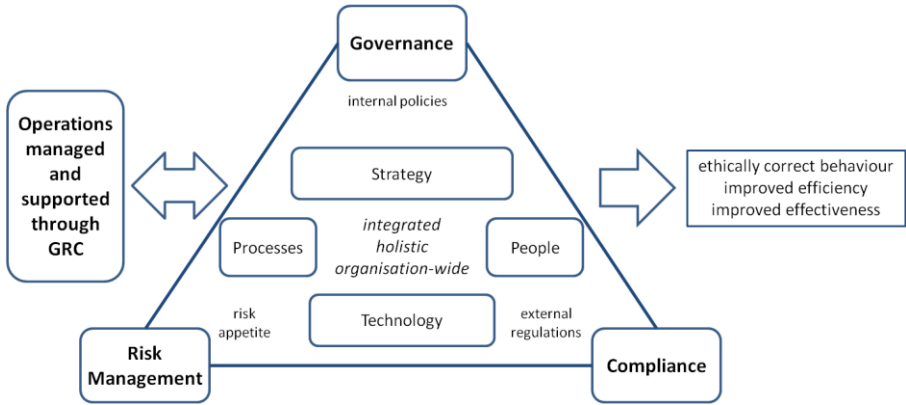 Governance
internal policies
Operations
managed
and
supported
through
GRC
Strategy
ethically correct behaviour
improved efficiency
improved effectiveness
Processes
integrated
holistic
organisation-wide
People
risk
appetite
Technology
external
regulations
Risk
Management
Compliance